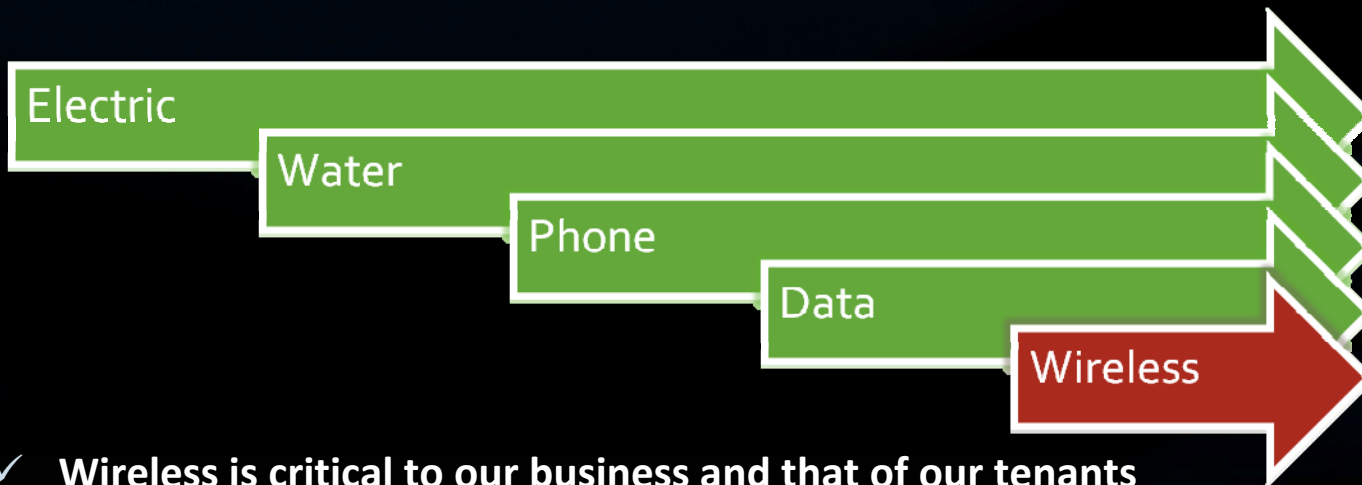 Electric
Water
Phone
Data
Wireless
✓ Wireless is critical to our business and that of our tenants